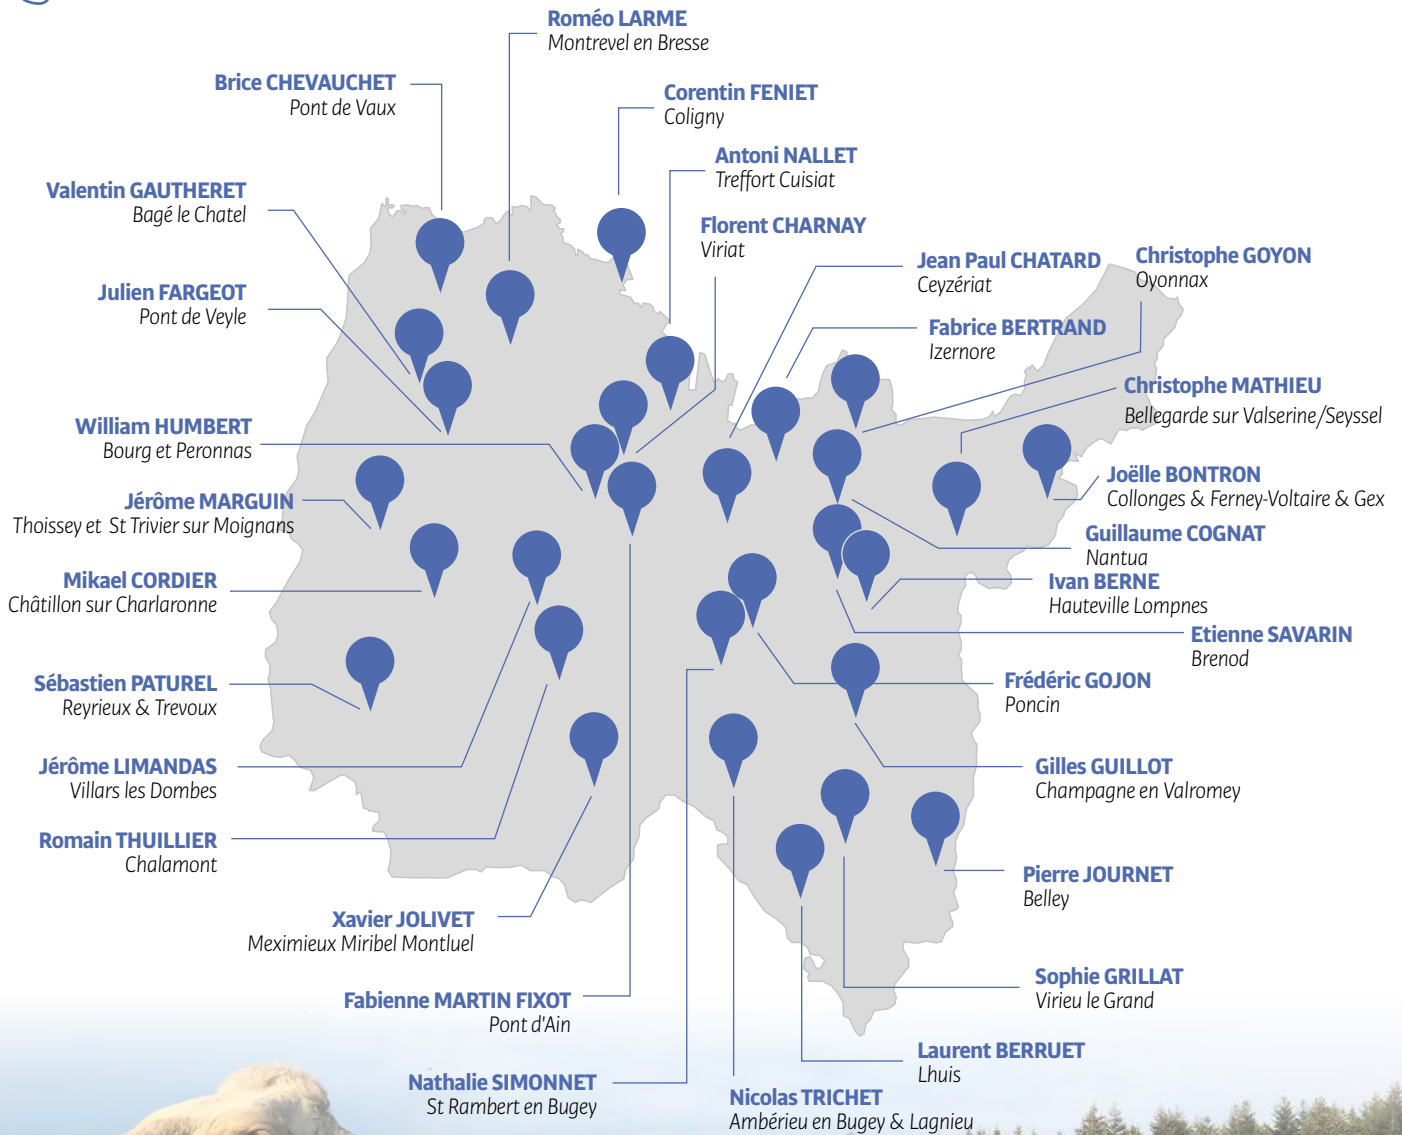 Roméo LARME
Montrevel en Bresse
Brice CHEVAUCHET
Pont de Vaux
Corentin FENIET
Coligny
Antoni NALLET
Treffort Cuisiat
Valentin GAUTHERET
Bagé le Chatel
Florent CHARNAY
Viriat
Jean Paul CHATARD
Ceyzériat
Christophe GOYON
Oyonnax
Julien FARGEOT
Pont de Veyle
Fabrice BERTRAND
Izernore
Christophe MATHIEU
Bellegarde sur Valserine/Seyssel
William HUMBERT
Bourg et Peronnas
Joëlle BONTRON
Collonges & Ferney-Voltaire & Gex
Jérôme MARGUIN
Thoissey et St Trivier sur Moignans
Guillaume COGNAT
Nantua
Mikael CORDIER
Châtillon sur Charlaronne
Ivan BERNE
Hauteville Lompnes
Etienne SAVARIN
Brenod
Sébastien PATUREL
Reyrieux & Trevoux
Frédéric GOJON
Poncin
Jérôme LIMANDAS
Villars les Dombes
Gilles GUILLOT
Champagne en Valromey
Romain THUILLIER
Chalamont
Pierre JOURNET
Belley
Xavier JOLIVET
Meximieux Miribel Montluel
Sophie GRILLAT
Virieu le Grand
Fabienne MARTIN FIXOT
Pont d'Ain
Laurent BERRUET
Lhuis
Nathalie SIMONNET
St Rambert en Bugey
Nicolas TRICHET
Ambérieu en Bugey & Lagnieu